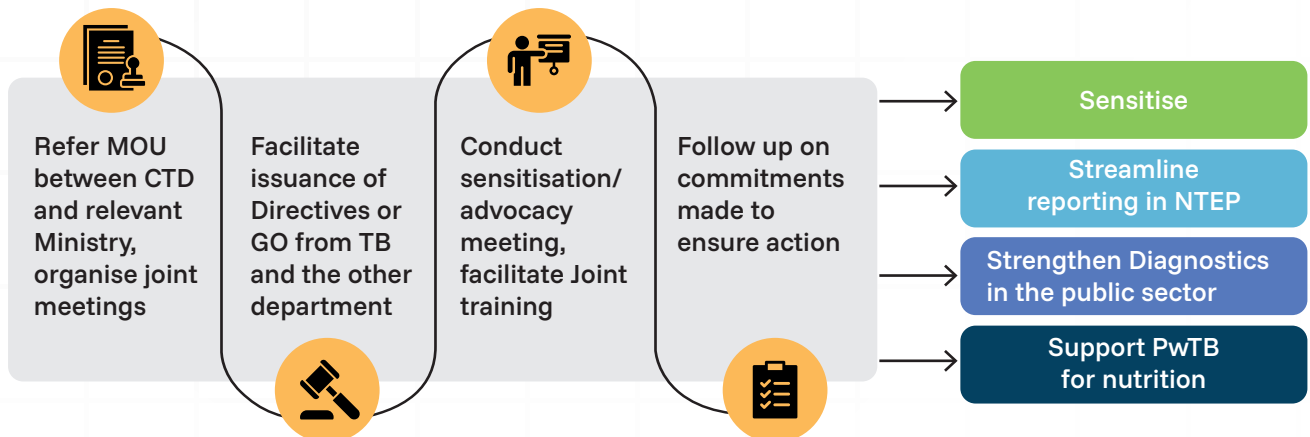 Refer MOU
between CTD
and relevant
Ministry,
organise joint
meetings
Facilitate
issuance of
Directives or
GO from TB
and the other
department
Conduct
sensitisation/
advocacy
meeting,
facilitate Joint
training
Follow up on
commitments
made to
ensure action
Sensitise
Streamline
reporting in NTEP
Strengthen Diagnostics
in the public sector
Support PwTB
for nutrition